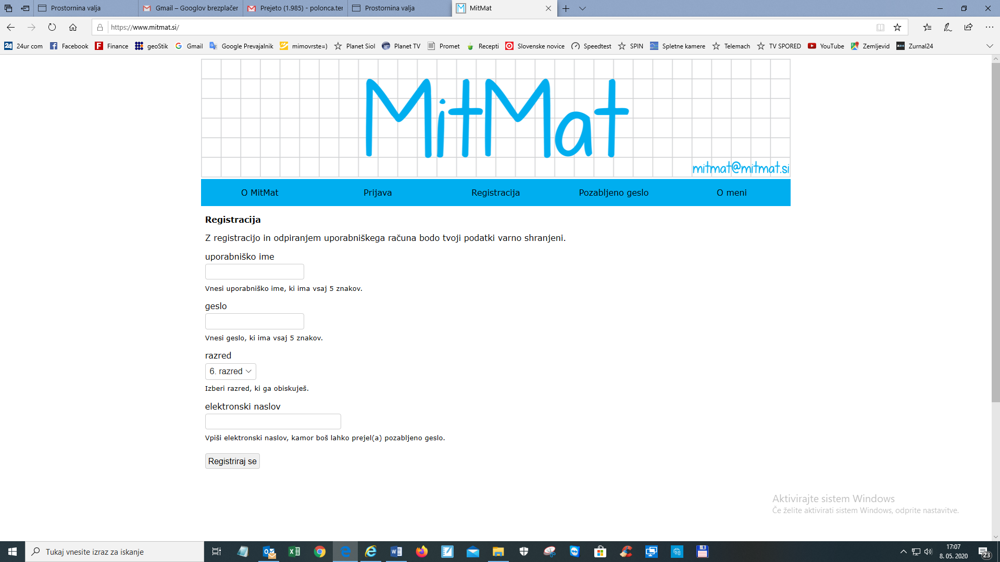 Prostornina valja
Gmail – Googlov brezplačen
Prejeto (1.985) - polonca.ter
Prostornina valja
MitMat
https://www.mitmat.si/
24ur com
Facebook
Finance
geoStik
Gmail
Google Prevajalnik
mimovrste=)
Planet Siol
Planet TV
Promet
Recepti
Slovenske novice
Speedtest
SPIN
Spletne kamere
Telemach
TV SPORED
YouTube
Zemljevid
Zurnal24
MitMat
mitmat@mitmat.si
O MitMat
Prijava
Registracija
Pozabljeno geslo
O meni
Registracija
Z registracijo in odpiranjem uporabniškega računa bodo tvoji podatki varno shranjeni.
uporabniško ime
Vnesi uporabniško ime, ki ima vsaj 5 znakov.
geslo
Vnesi geslo, ki ima vsaj 5 znakov.
razred
6. razred
Izberi razred, ki ga obiskuješ.
elektronski naslov
Vpiši elektronski naslov, kamor boš lahko prejel(a) pozabljeno geslo.
Registriraj se
Aktivirajte sistem Windows
Če želite aktivirati sistem Windows, odprite nastavitve.
Tukaj vnesite izraz za iskanje
17:07
8. 05. 2020
23